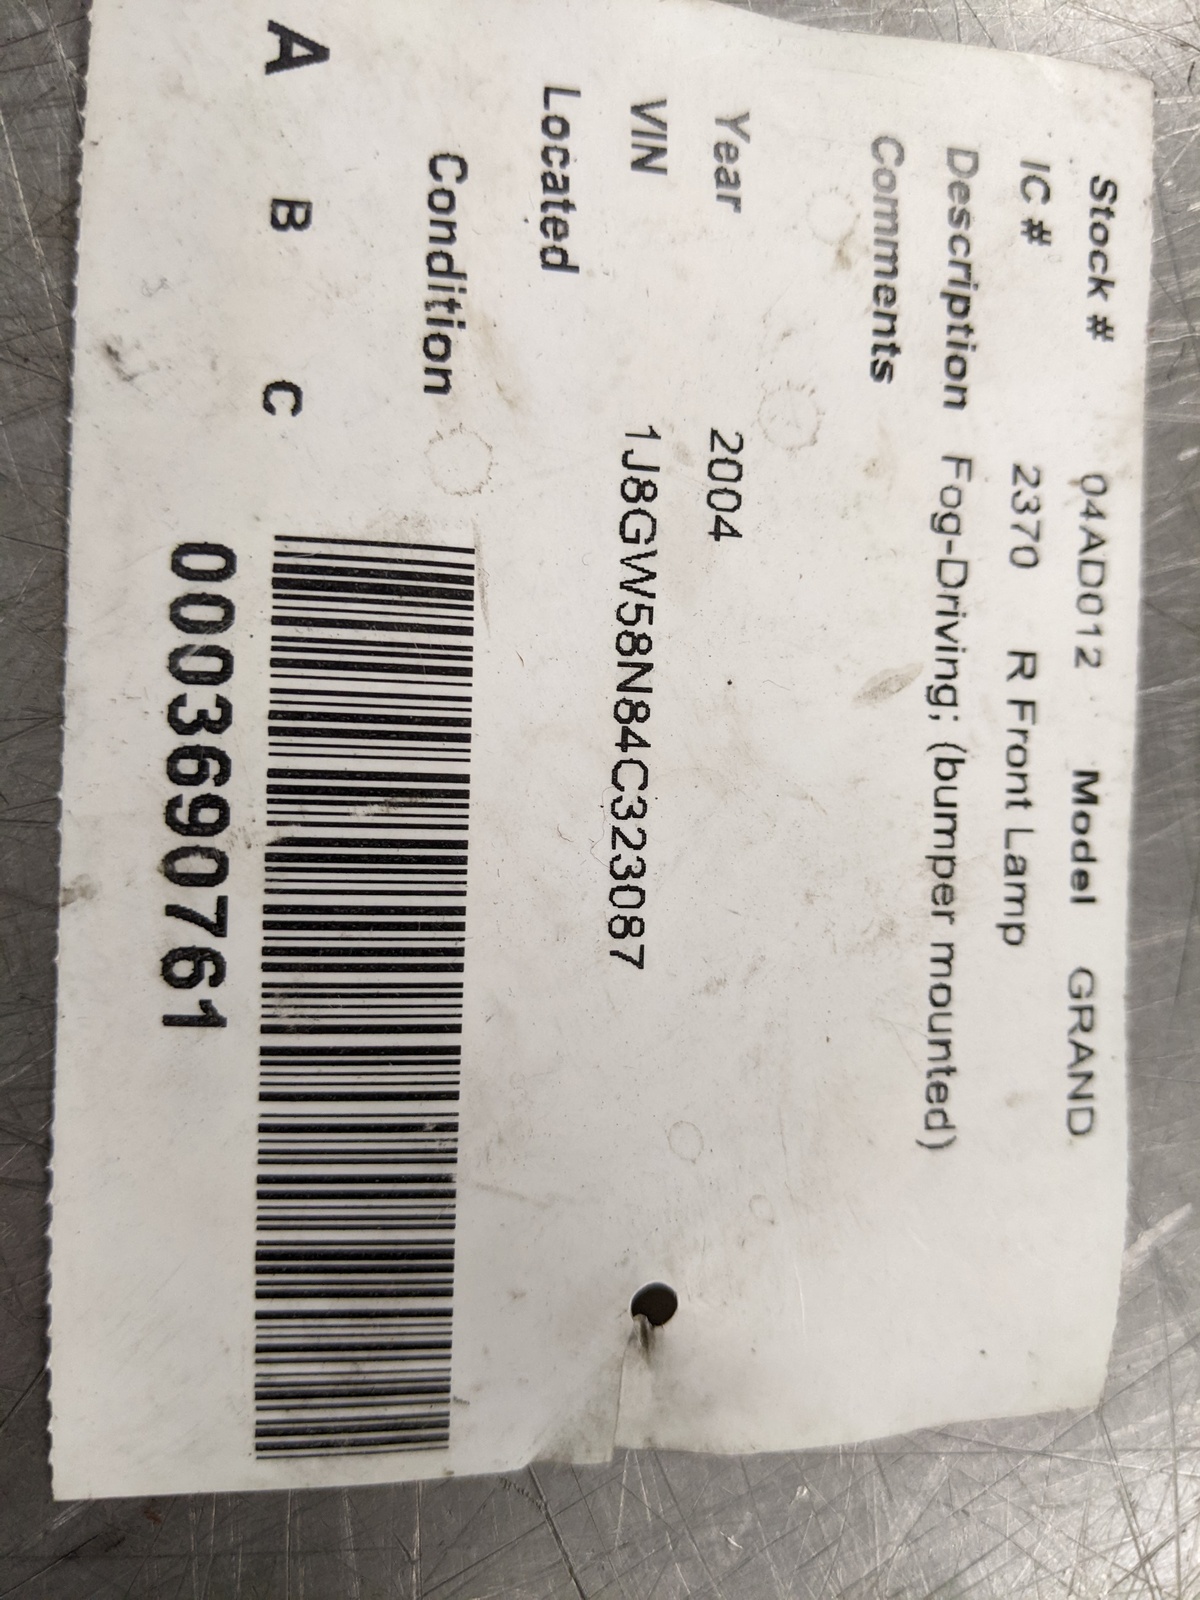 Stock # 04AD012 Model GRAND
IC # 2370 R Front Lamp
Description Fog-Driving; (bumper mounted)
Comments
Year 2004
VIN 1J8GW58N84C323087
Located
Condition
A B C
0003690761